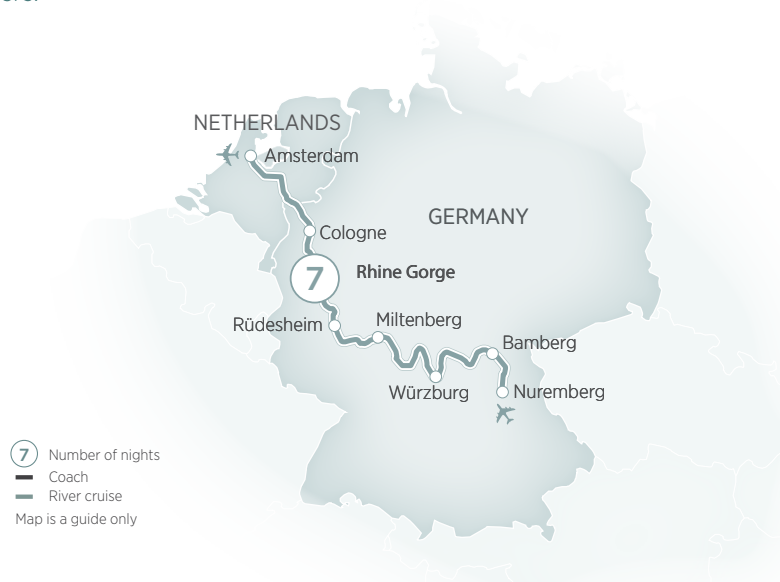 NETHERLANDS
Amsterdam
GERMANY
Cologne
7
Rhine Gorge
Rüdesheim
Miltenberg
Bamberg
Würzburg
Nuremberg
7 Number of nights
Coach
River cruise
Map is a guide only